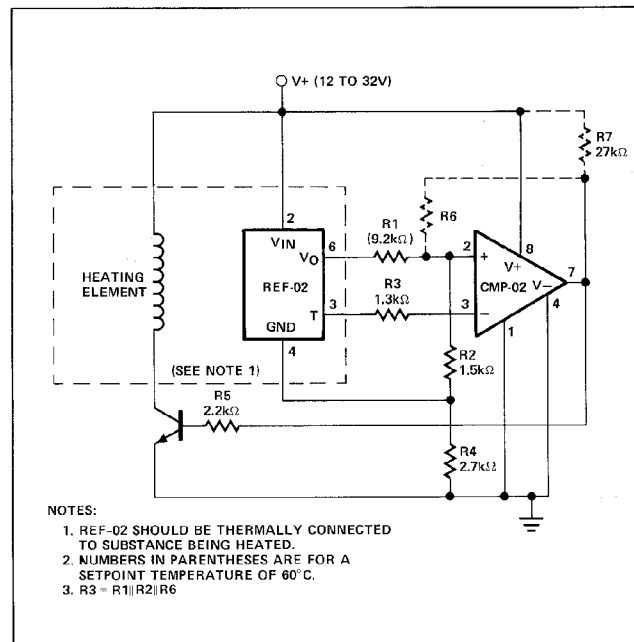 V+ (12 TO 32V)
R7
27kΩ
R6
2
VIN
VO
6
R1
(9.2kΩ)
2
+
8
V+
7
HEATING
ELEMENT
REF-02
R3
1.3kΩ
CMP-02
V−
T
3
3
−
GND
4
1
4
(SEE NOTE 1)
R2
1.5kΩ
R5
2.2kΩ
R4
2.7kΩ
NOTES:
1. REF-02 SHOULD BE THERMALLY CONNECTED
TO SUBSTANCE BEING HEATED.
2. NUMBERS IN PARENTHESES ARE FOR A
SETPOINT TEMPERATURE OF 60°C.
3. R3 = R1||R2||R6